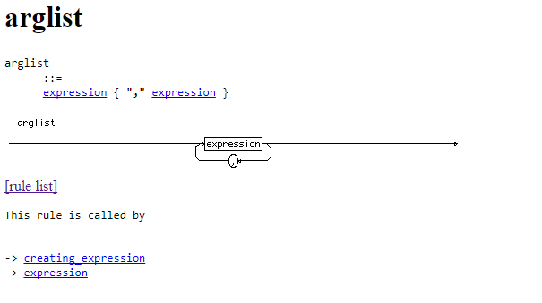 arglist
arglist
::=
expression { "," expression }
arglist
expression
,
[rule list]
This rule is called by
-> creating_expression
> expression